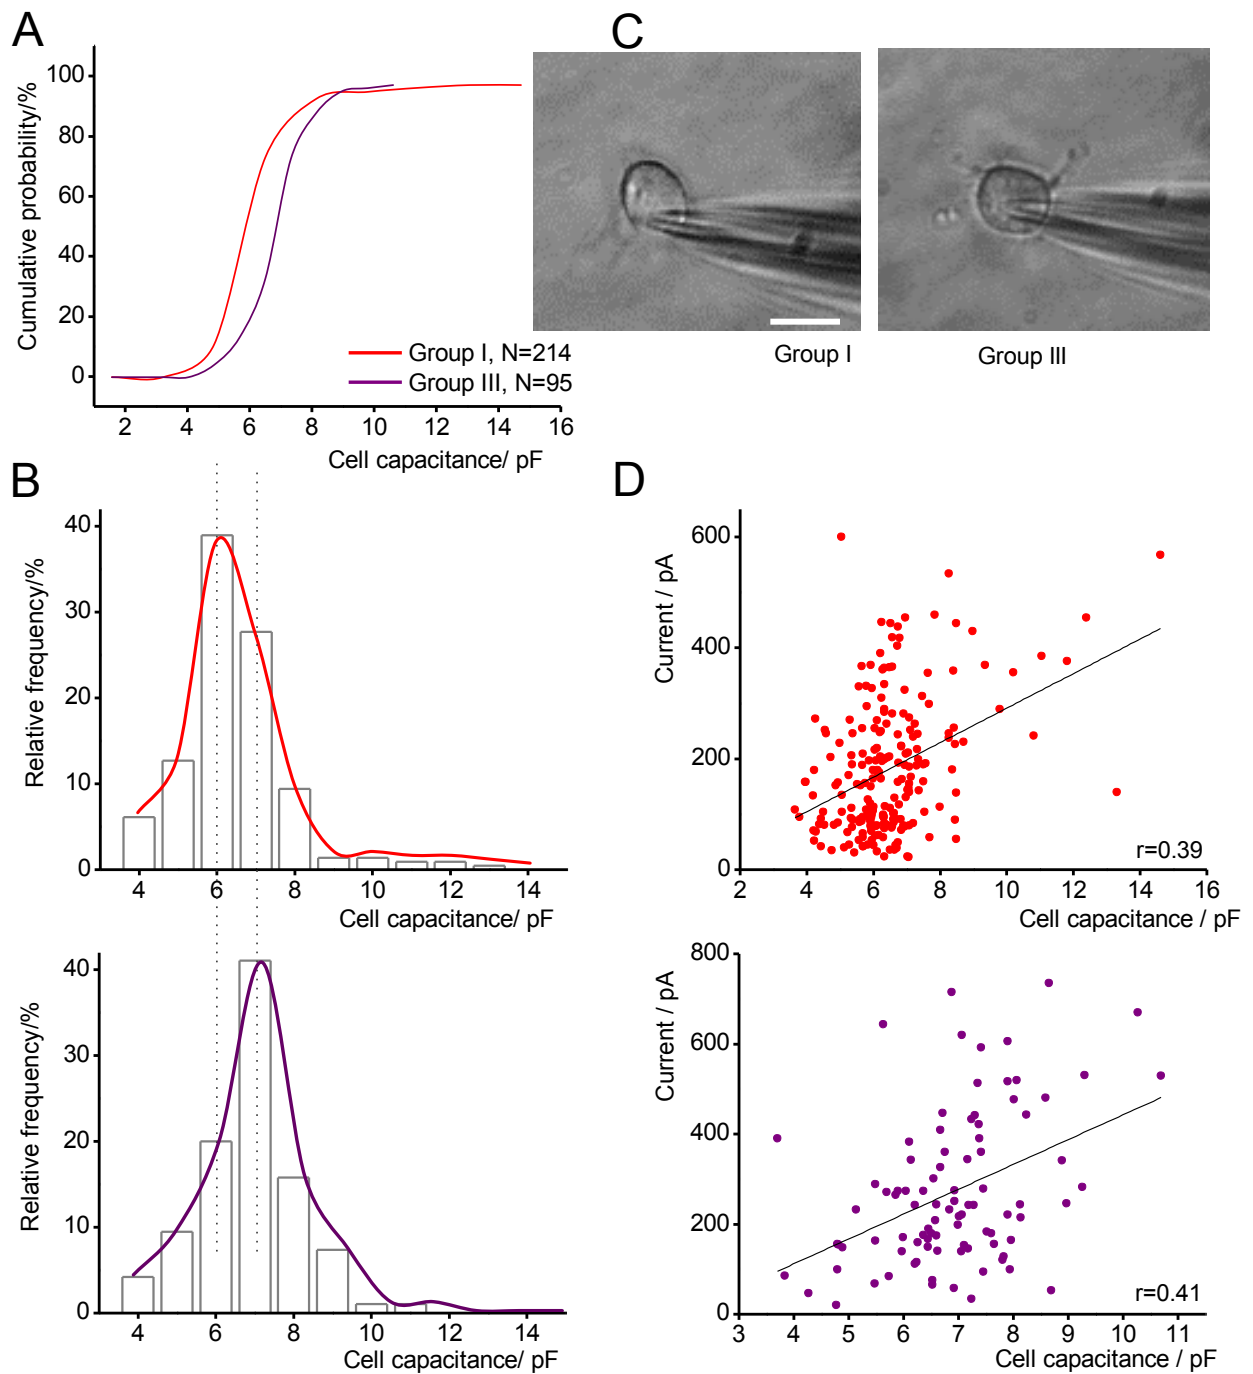 A
Cumulative probability/%
100
80
60
40
20
0
Group I, N=214
Group III, N=95
2 4 6 8 10 12 14 16
Cell capacitance/ pF
C
Group I
Group III
B
Relative frequency/%
40
30
20
10
0
4 6 8 10 12 14
Cell capacitance/ pF
Relative frequency/%
40
30
20
10
0
4 6 8 10 12 14
Cell capacitance/ pF
D
Current / pA
600
400
200
0
r=0.39
2 4 6 8 10 12 14 16
Cell capacitance / pF
Current / pA
800
600
400
200
0
r=0.41
3 4 5 6 7 8 9 10 11
Cell capacitance / pF